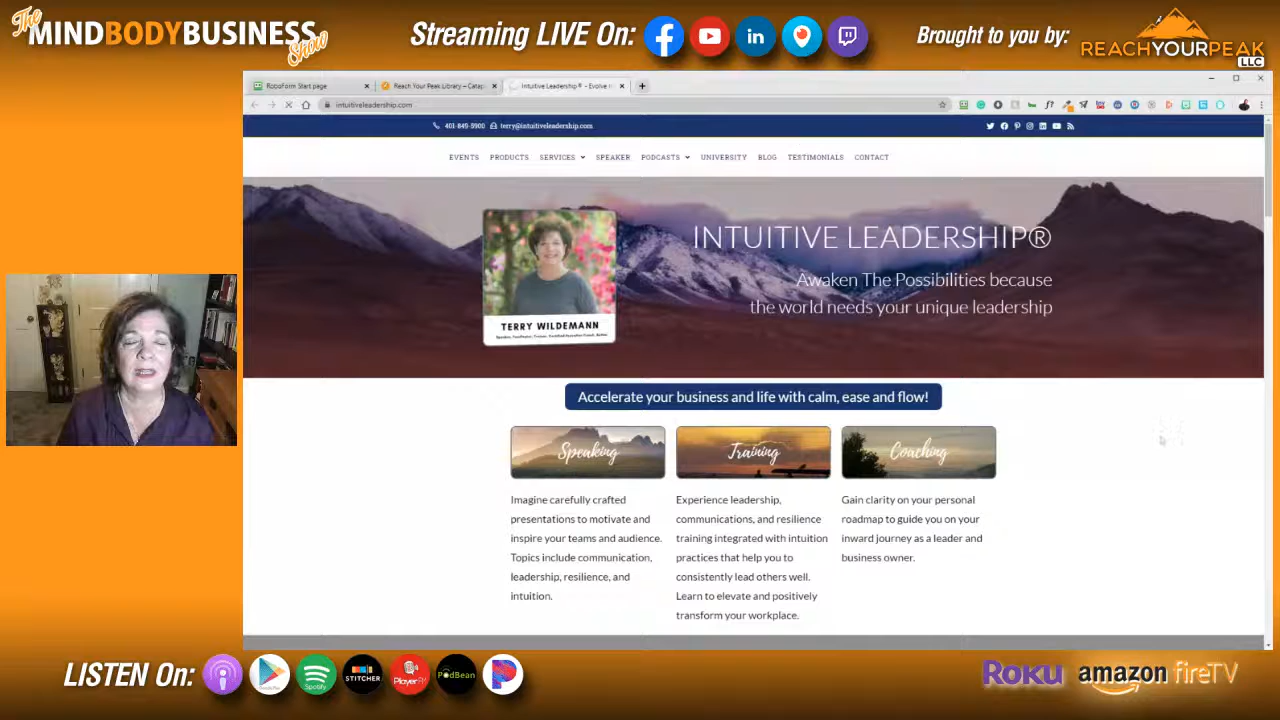 The
MINDBODYBUSINESS
Show
Streaming LIVE On:
Brought to you by:
REACHYOURPEAK
LLC
RoboForm Start page
Reach Your Peak Library – Catap
Intuitive Leadership® - Evolve n
intuitiveleadership.com
401-849-5900
terry@intuitiveleadership.com
EVENTS
PRODUCTS
SERVICES
SPEAKER
PODCASTS
UNIVERSITY
BLOG
TESTIMONIALS
CONTACT
INTUITIVE LEADERSHIP®
Awaken The Possibilities because
the world needs your unique leadership
TERRY WILDEMANN
Accelerate your business and life with calm, ease and flow!
Speaking
Imagine carefully crafted
presentations to motivate and
inspire your teams and audience.
Topics include communication,
leadership, resilience, and
intuition.
Training
Experience leadership,
communications, and resilience
training integrated with intuition
practices that help you to
consistently lead others well.
Learn to elevate and positively
transform your workplace.
Coaching
Gain clarity on your personal
roadmap to guide you on your
inward journey as a leader and
business owner.
LISTEN On:
Spotify
STITCHER
PlayerFM
PodBean
ROKU
amazon fireTV